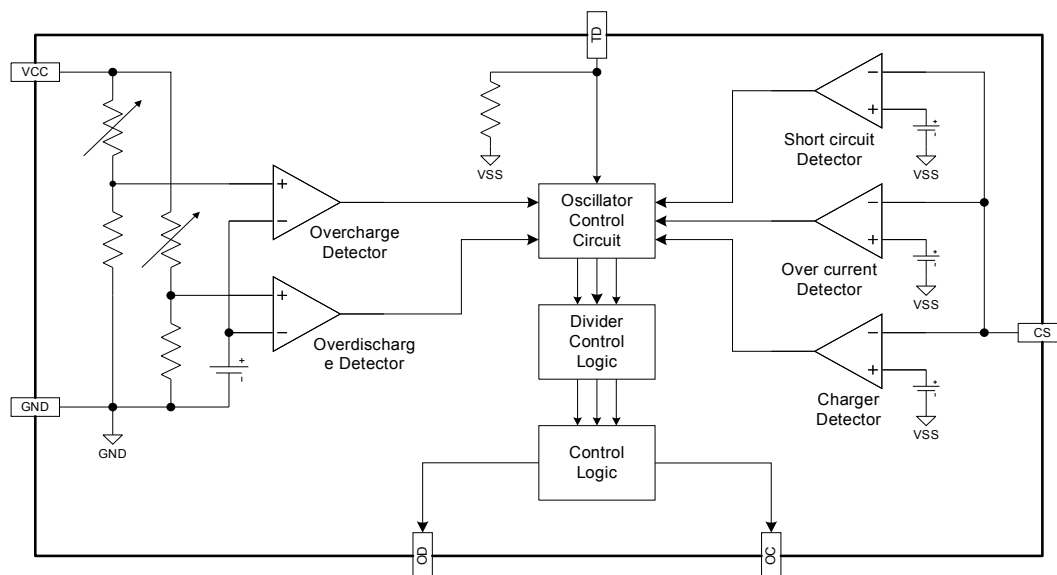 TD
VCC
Short circuit
Detector
VSS
VSS
Oscillator
Control
Circuit
Overcharge
Detector
Over current
Detector
VSS
Divider
Control
Logic
Overdischarg
e Detector
CS
Charger
Detector
VSS
GND
GND
Control
Logic
OD
OC